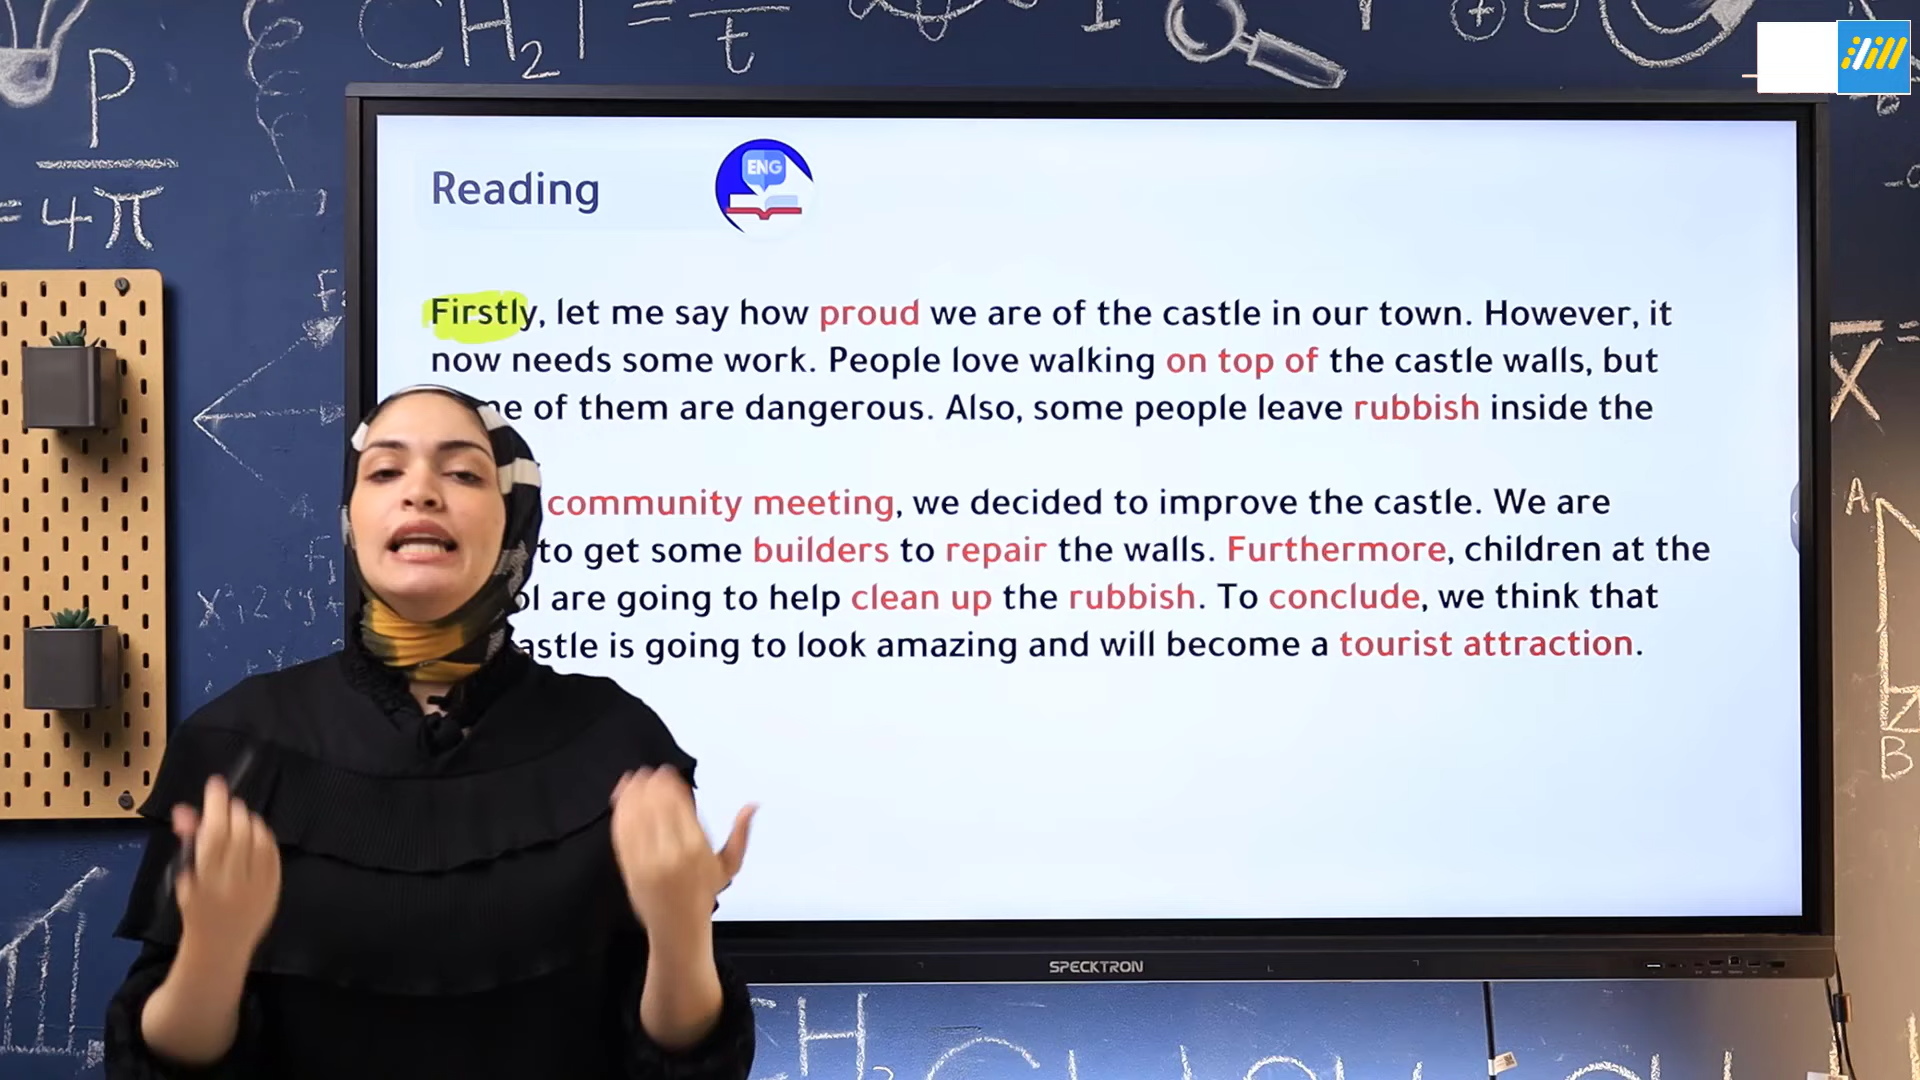 CH₂
= t
P
= 4π
Reading
ENG
Firstly, let me say how proud we are of the castle in our town. However, it
now needs some work. People love walking on top of the castle walls, but
of them are dangerous. Also, some people leave rubbish inside the
community meeting, we decided to improve the castle. We are
to get some builders to repair the walls. Furthermore, children at the
are going to help clean up the rubbish. To conclude, we think that
is going to look amazing and will become a tourist attraction.
SPECKTRON
X
A
B